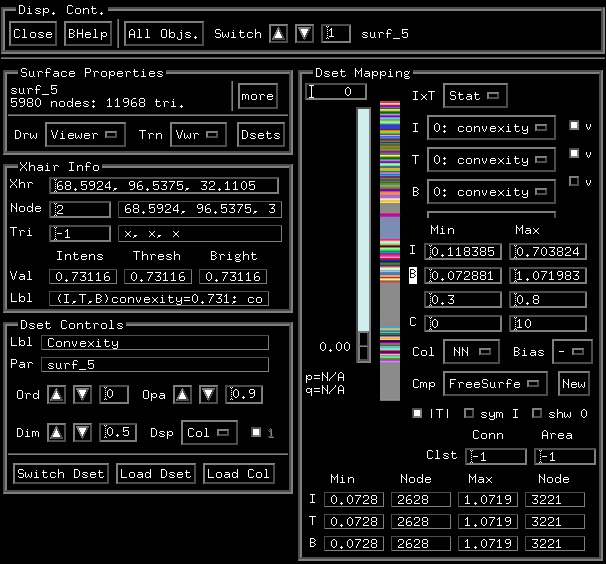 Disp. Cont.
Close BHelp All Objs. Switch 1 surf_5
Surface Properties
surf_5
5980 nodes: 11968 tri.
more
Drw Viewer Trn Vwr Dsets
Xhair Info
Xhr 68.5924, 96.5375, 32.1105
Node 2 68.5924, 96.5375, 3
Tri -1 x, x, x
Intens Thresh Bright
Val 0.73116 0.73116 0.73116
Lbl (I,T,B)convexity=0.731; co
Dset Controls
Lbl Convexity
Par surf_5
Ord 0 Opa 0.9
Dim 0.5 Dsp Col 1
Switch Dset Load Dset Load Col
Dset Mapping
I 0
0.00
p=N/A
q=N/A
IxT Stat
I 0: convexity v
T 0: convexity v
B 0: convexity v
Min Max
I 0.118385 0.703824
B 0.072881 1.071983
0.3 0.8
C 0 10
Col NN Bias -
Cmp FreeSurfe New
|T| sym I shw 0
Conn Area
Clst -1 -1
Min Node Max Node
I 0.0728 2628 1.0719 3221
T 0.0728 2628 1.0719 3221
B 0.0728 2628 1.0719 3221